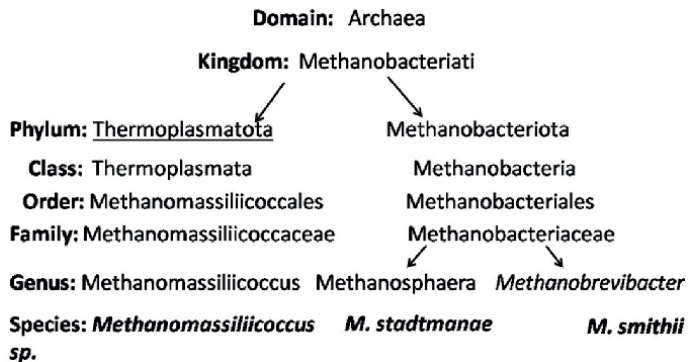 Domain: Archaea
Kingdom: Methanobacteriati
Phylum: Thermoplasmatota Methanobacteriota
Class: Thermoplasmata Methanobacteria
Order: Methanomassiliicoccales Methanobacteriales
Family: Methanomassiliicoccaceae Methanobacteriaceae
Genus: Methanomassiliicoccus Methanosphaera Methanobrevibacter
Species: Methanomassiliicoccus M. stadtmanae M. smithii
sp.